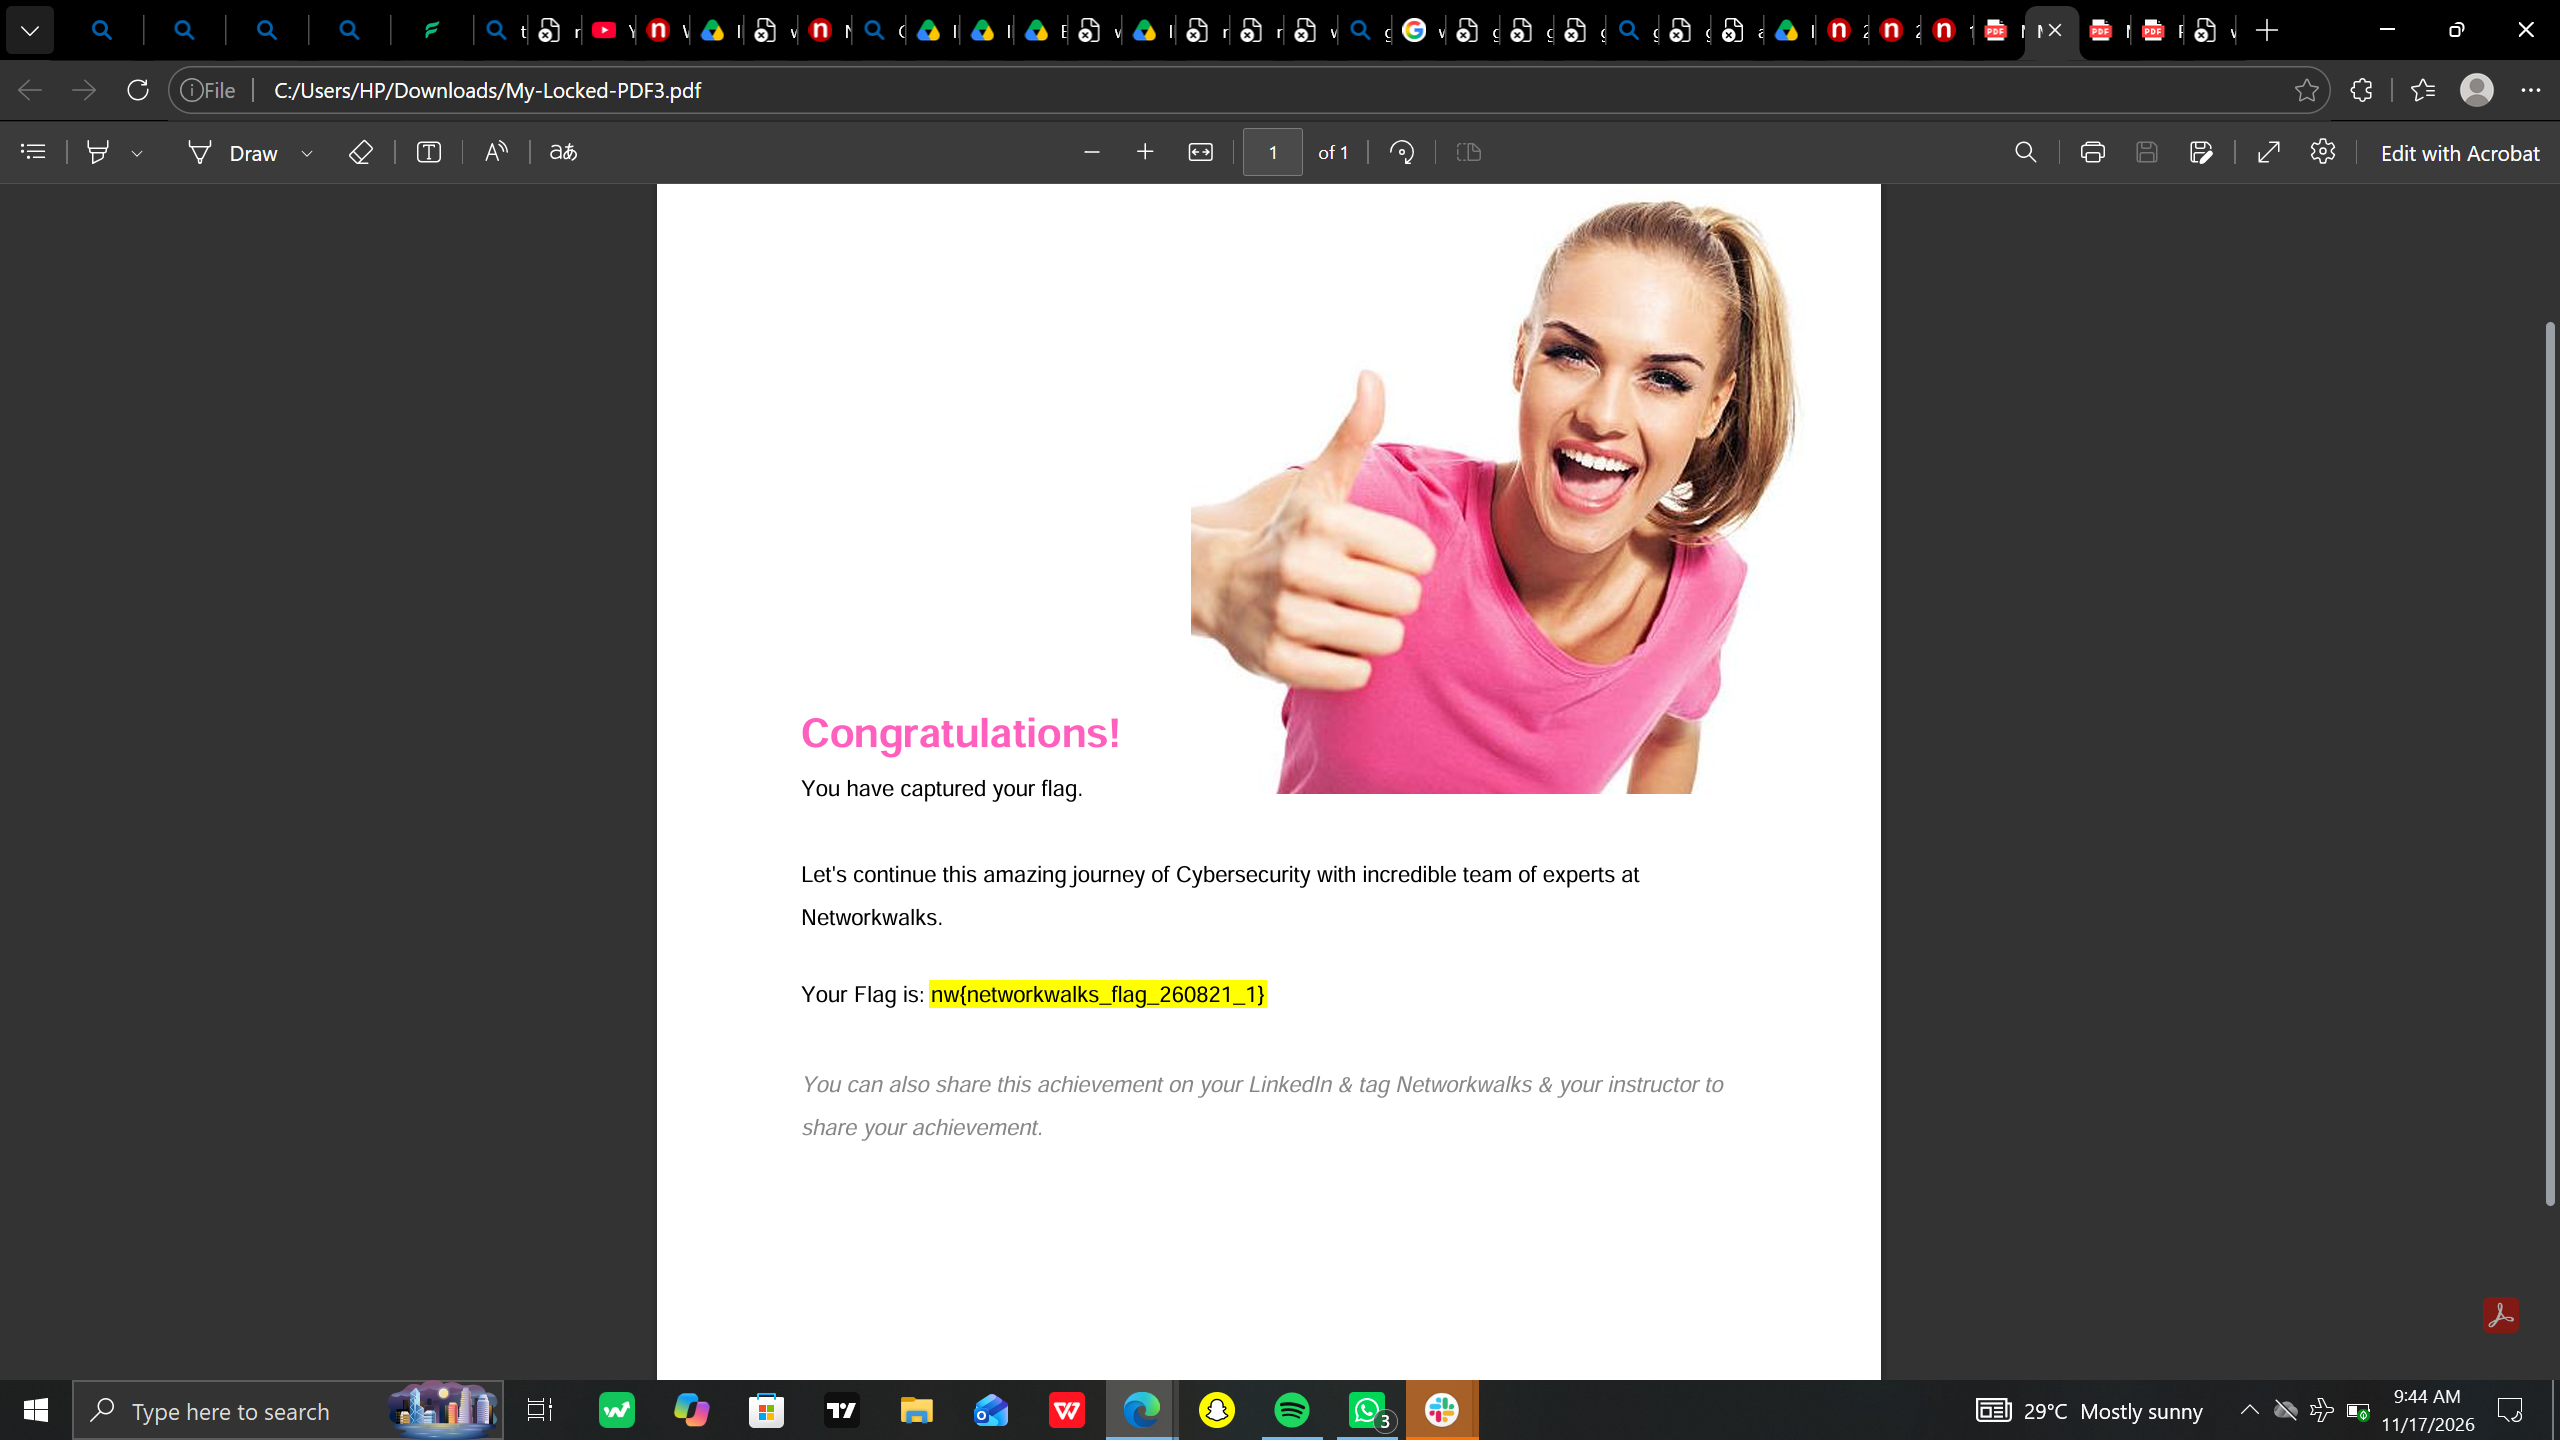 File
C:/Users/HP/Downloads/My-Locked-PDF3.pdf
Draw
aあ
1
of 1
Edit with Acrobat
Congratulations!
You have captured your flag.
Let's continue this amazing journey of Cybersecurity with incredible team of experts at
Networkwalks.
Your Flag is: nw{networkwalks_flag_260821_1}
You can also share this achievement on your LinkedIn & tag Networkwalks & your instructor to
share your achievement.
Type here to search
3
29°C Mostly sunny
9:44 AM
11/17/2026